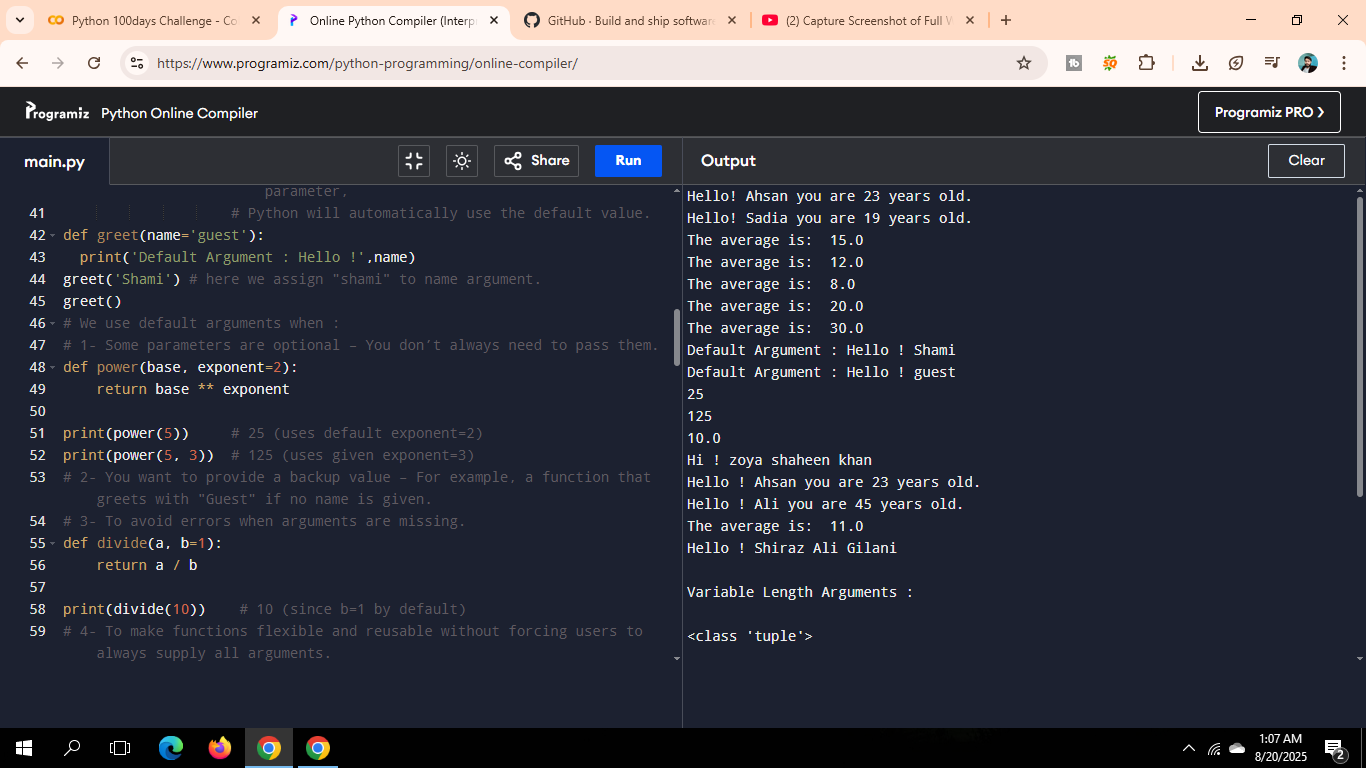 Python 100days Challenge - Co
Online Python Compiler (Interp
GitHub · Build and ship software
(2) Capture Screenshot of Full W
https://www.programiz.com/python-programming/online-compiler/
Programiz
Python Online Compiler
Programiz PRO
main.py
Share
Run
Output
Clear
parameter,
41 # Python will automatically use the default value.
42 def greet(name='guest'):
43 print('Default Argument : Hello !',name)
44 greet('Shami') # here we assign "shami" to name argument.
45 greet()
46 # We use default arguments when :
47 # 1- Some parameters are optional – You don't always need to pass them.
48 def power(base, exponent=2):
49 return base ** exponent
50
51 print(power(5)) # 25 (uses default exponent=2)
52 print(power(5, 3)) # 125 (uses given exponent=3)
53 # 2- You want to provide a backup value – For example, a function that
greets with "Guest" if no name is given.
54 # 3- To avoid errors when arguments are missing.
55 def divide(a, b=1):
56 return a / b
57
58 print(divide(10)) # 10 (since b=1 by default)
59 # 4- To make functions flexible and reusable without forcing users to
always supply all arguments.
Hello! Ahsan you are 23 years old.
Hello! Sadia you are 19 years old.
The average is:  15.0
The average is:  12.0
The average is:  8.0
The average is:  20.0
The average is:  30.0
Default Argument : Hello ! Shami
Default Argument : Hello ! guest
25
125
10.0
Hi ! zoya shaheen khan
Hello ! Ahsan you are 23 years old.
Hello ! Ali you are 45 years old.
The average is:  11.0
Hello ! Shiraz Ali Gilani
Variable Length Arguments :
<class 'tuple'>
1:07 AM
8/20/2025
2